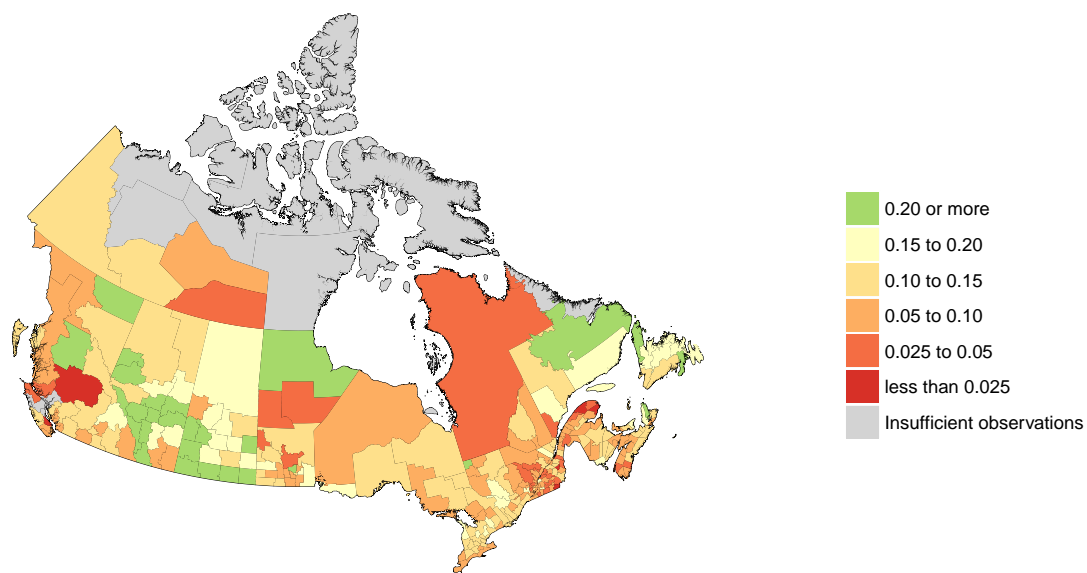 0.20 or more
0.15 to 0.20
0.10 to 0.15
0.05 to 0.10
0.025 to 0.05
less than 0.025
Insufficient observations